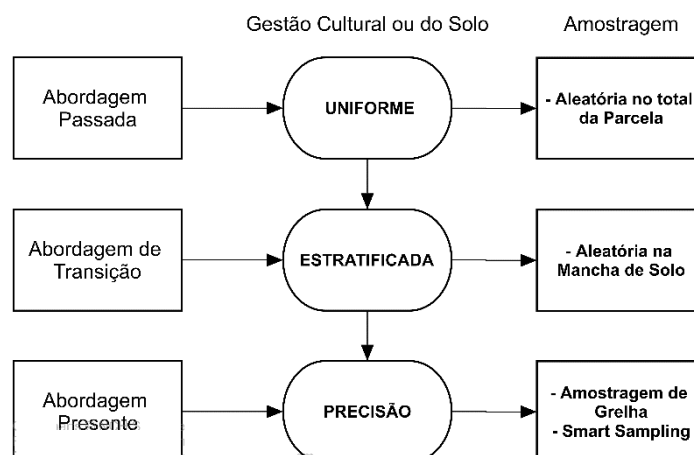 Gestão Cultural ou do Solo Amostragem
Abordagem
Passada
UNIFORME
- Aleatória no total
da Parcela
Abordagem de
Transição
ESTRATIFICADA
- Aleatória na
Mancha de Solo
Abordagem
Presente
PRECISÃO
- Amostragem de
Grelha
- Smart Sampling